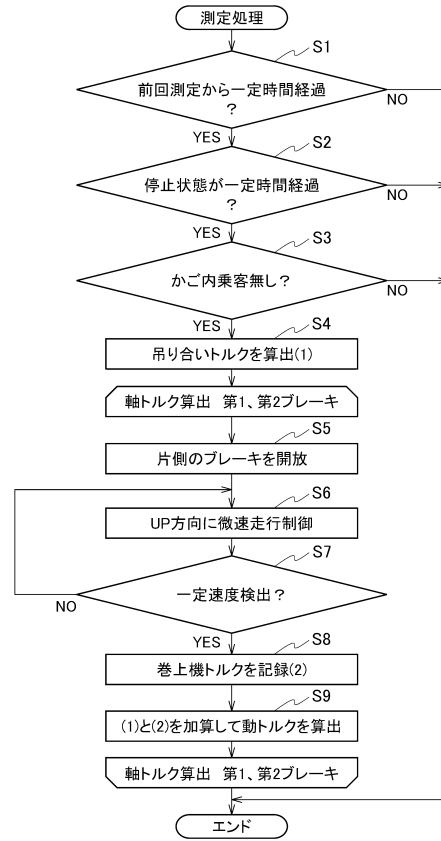 測定処理
S1
前回測定から一定時間経過
?
NO
YES
S2
停止状態が一定時間経過
?
NO
YES
S3
かご内乗客無し?
NO
YES
S4
吊り合いトルクを算出(1)
軸トルク算出 第1、第2ブレーキ
S5
片側のブレーキを開放
S6
UP方向に微速走行制御
S7
一定速度検出?
NO
YES
S8
巻上機トルクを記録(2)
S9
(1)と(2)を加算して動トルクを算出
軸トルク算出 第1、第2ブレーキ
エンド